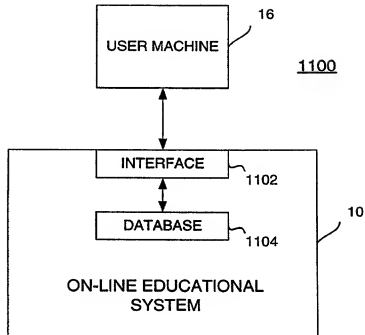 16
USER MACHINE
1100
INTERFACE
1102
10
DATABASE
1104
ON-LINE EDUCATIONAL
SYSTEM